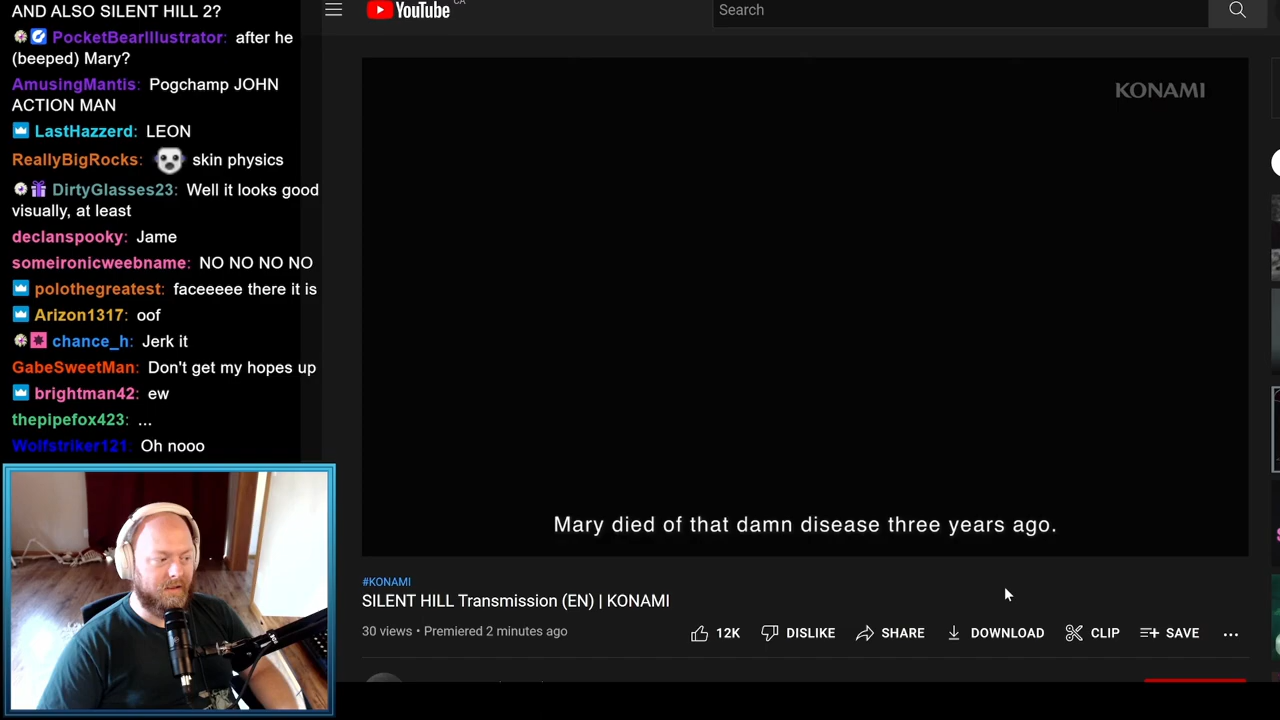 AND ALSO SILENT HILL 2?
PocketBearIllustrator: after he
(beeped) Mary?
AmusingMantis: Pogchamp JOHN
ACTION MAN
LastHazzerd: LEON
ReallyBigRocks: skin physics
DirtyGlasses23: Well it looks good
visually, at least
declanspooky: Jame
someironicweebname: NO NO NO NO
polothegreatest: faceeeee there it is
Arizon1317: oof
chance_h: Jerk it
GabeSweetMan: Don't get my hopes up
brightman42: ew
thepipefox423: ...
Wolfstriker121: Oh nooo
YouTube
CA
Search
KONAMI
Mary died of that damn disease three years ago.
#KONAMI
SILENT HILL Transmission (EN) | KONAMI
30 views • Premiered 2 minutes ago
12K
DISLIKE
SHARE
DOWNLOAD
CLIP
SAVE